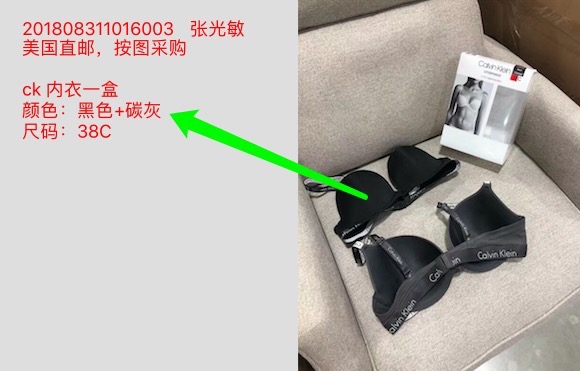 201808311016003 张光敏
美国直邮，按图采购
ck 内衣一盒
颜色：黑色+碳灰
尺码：38C
Calvin Klein
Calvin Klein
Calvin Klein